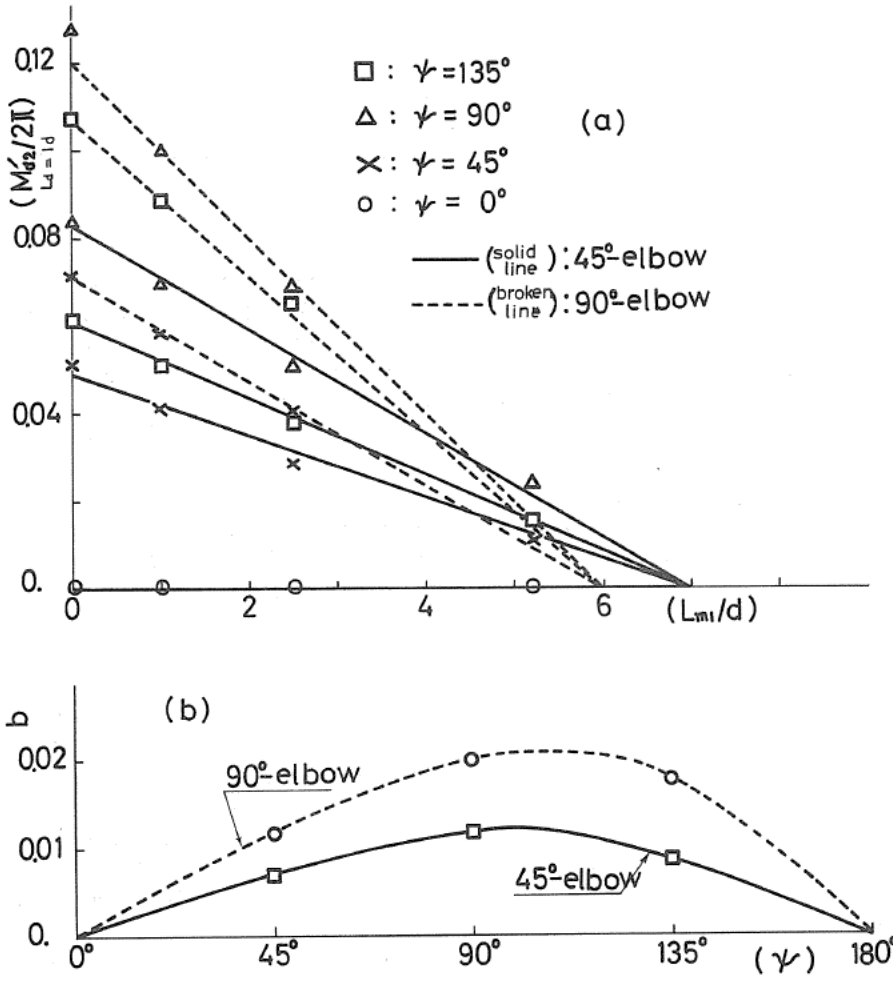 0.12
(M'd2/2π)Ld=1d
0.08
0.04
0.
□ : ψ=135°
△ : ψ=90°
× : ψ=45°
○ : ψ= 0°
(a)
(solid line):45°-elbow
(broken line):90°-elbow
0 2 4 6 (Lm1/d)
(b)
b
0.02
0.01
0.
90°-elbow
45°-elbow
0° 45° 90° 135° (ψ) 180°